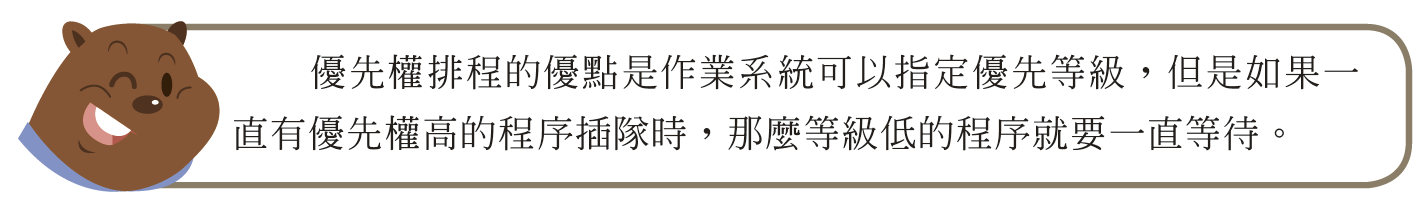 優先權排程的優點是作業系統可以指定優先等級，但是如果一
直有優先權高的程序插隊時，那麼等級低的程序就要一直等待。